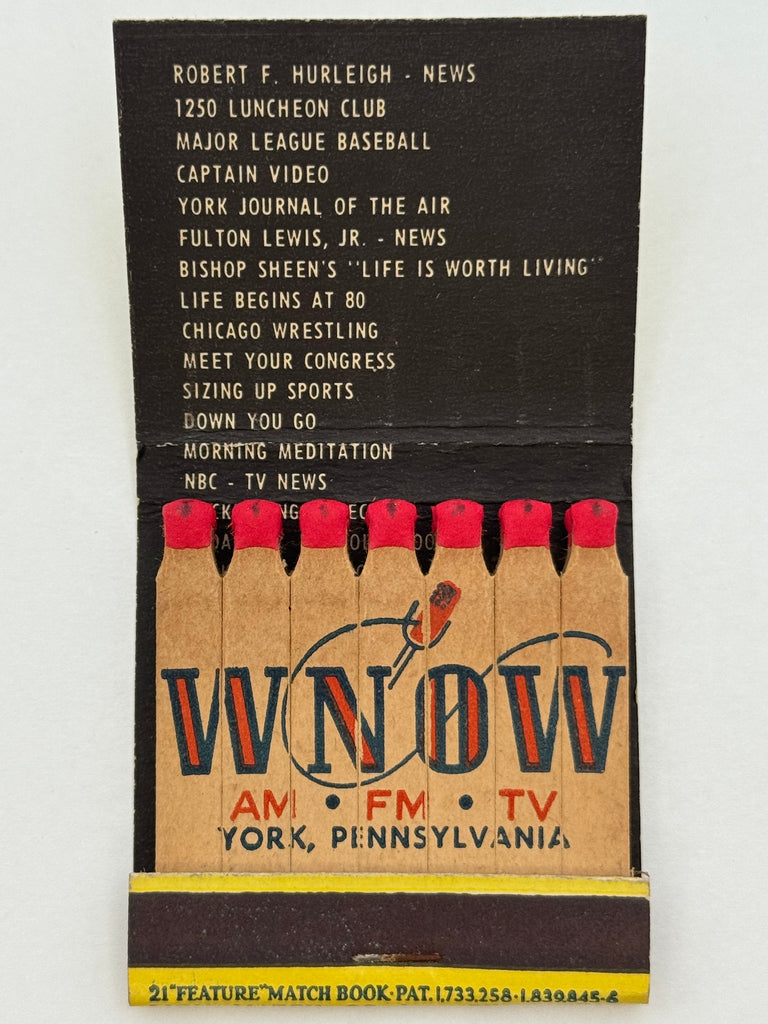 ROBERT F. HURLEIGH - NEWS
1250 LUNCHEON CLUB
MAJOR LEAGUE BASEBALL
CAPTAIN VIDEO
YORK JOURNAL OF THE AIR
FULTON LEWIS, JR. - NEWS
BISHOP SHEEN'S "LIFE IS WORTH LIVING"
LIFE BEGINS AT 80
CHICAGO WRESTLING
MEET YOUR CONGRESS
SIZING UP SPORTS
DOWN YOU GO
MORNING MEDITATION
NBC - TV NEWS
WNOW
AM • FM • TV
YORK, PENNSYLVANIA
21 "FEATURE" MATCH BOOK · PAT. 1,733,258 · 1,839,845-6